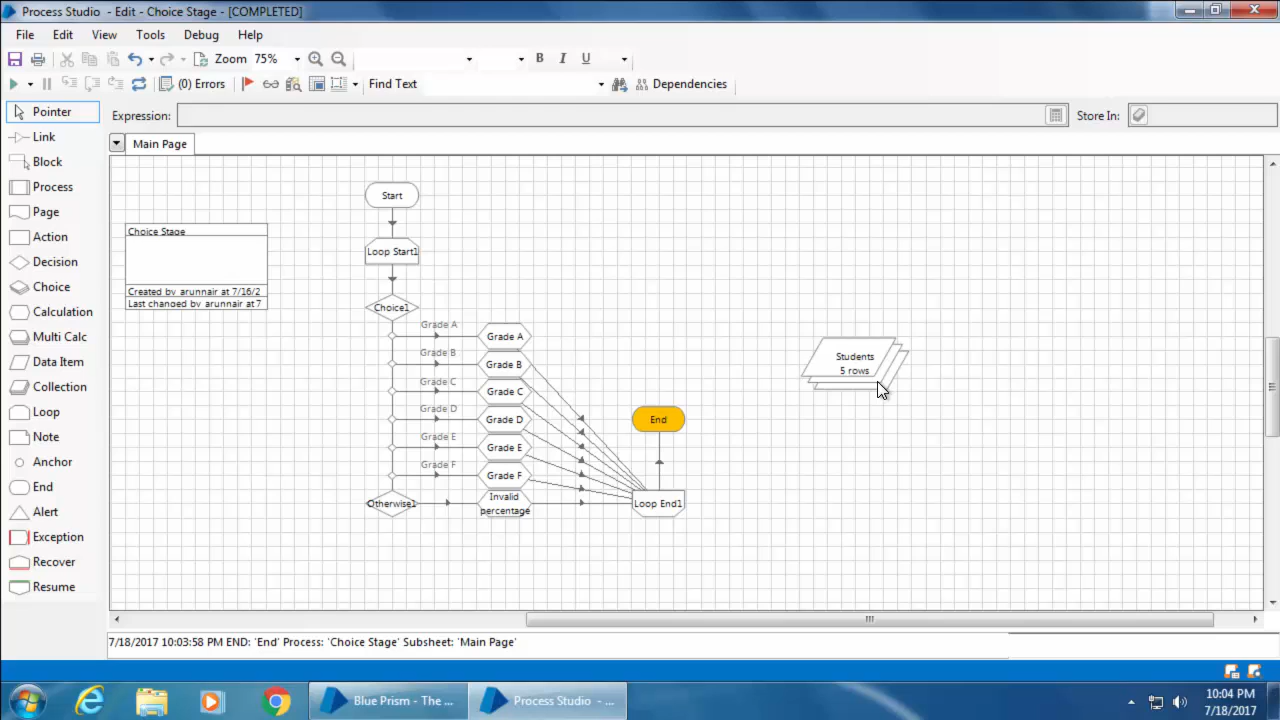 Process Studio - Edit - Choice Stage - [COMPLETED]
File Edit View Tools Debug Help
Zoom 75% B I U
(0) Errors Find Text Dependencies
Pointer
Link
Block
Process
Page
Action
Decision
Choice
Calculation
Multi Calc
Data Item
Collection
Loop
Note
Anchor
End
Alert
Exception
Recover
Resume
Expression: Store In:
Main Page
Choice Stage
Created by arunnair at 7/16/2
Last changed by arunnair at 7
Start
Loop Start1
Choice1
Grade A Grade A
Grade B Grade B
Grade C Grade C
Grade D Grade D
Grade E Grade E
Grade F Grade F
Otherwise1
Invalid
percentage
Loop End1
End
Students
5 rows
7/18/2017 10:03:58 PM END: 'End' Process: 'Choice Stage' Subsheet: 'Main Page'
Blue Prism - The ...
Process Studio - ...
10:04 PM
7/18/2017